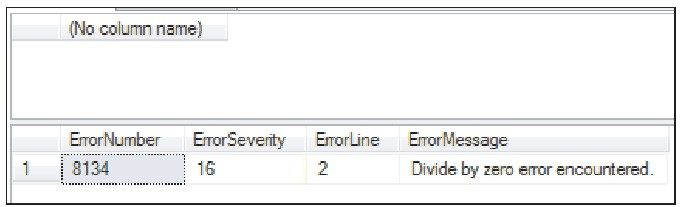 (No column name)
ErrorNumber ErrorSeverity ErrorLine ErrorMessage
1 8134 16 2 Divide by zero error encountered.